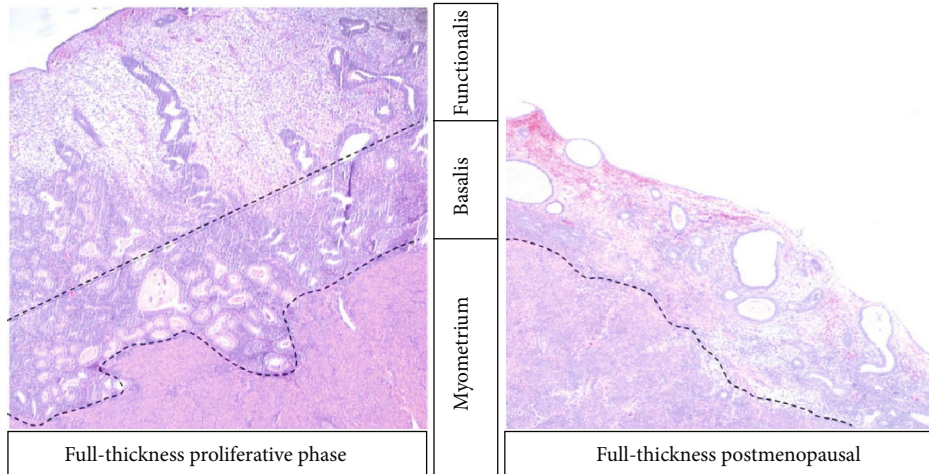 Functionalis
Basalis
Myometrium
Full-thickness proliferative phase
Full-thickness postmenopausal